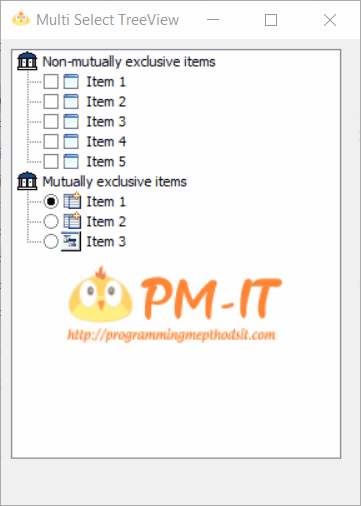 Multi Select TreeView
Non-mutually exclusive items
Item 1
Item 2
Item 3
Item 4
Item 5
Mutually exclusive items
Item 1
Item 2
Item 3
PM-IT
http://programmingmepthodsit.com